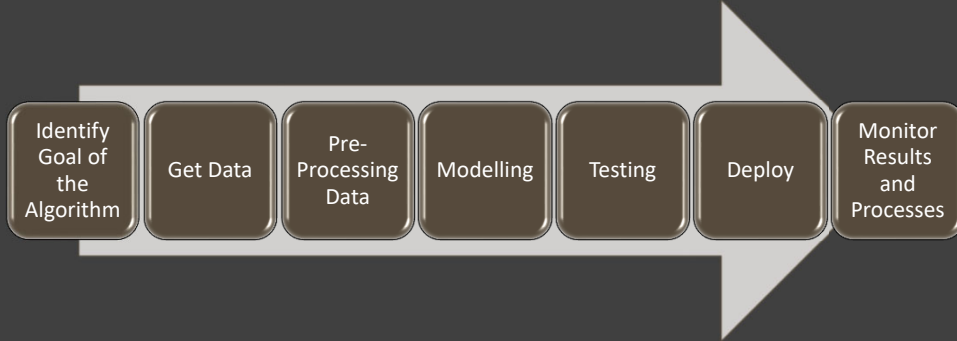 Identify
Goal of
the
Algorithm
Get Data
Pre-
Processing
Data
Modelling
Testing
Deploy
Monitor
Results
and
Processes